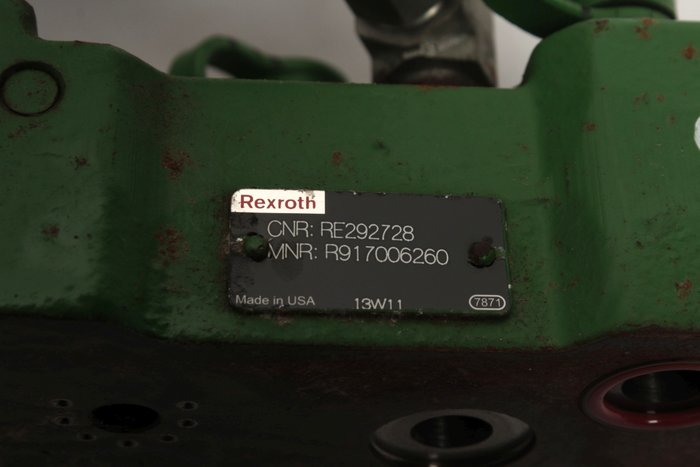 Rexroth
CNR: RE292728
MNR: R917006260
Made in USA 13W11 7871